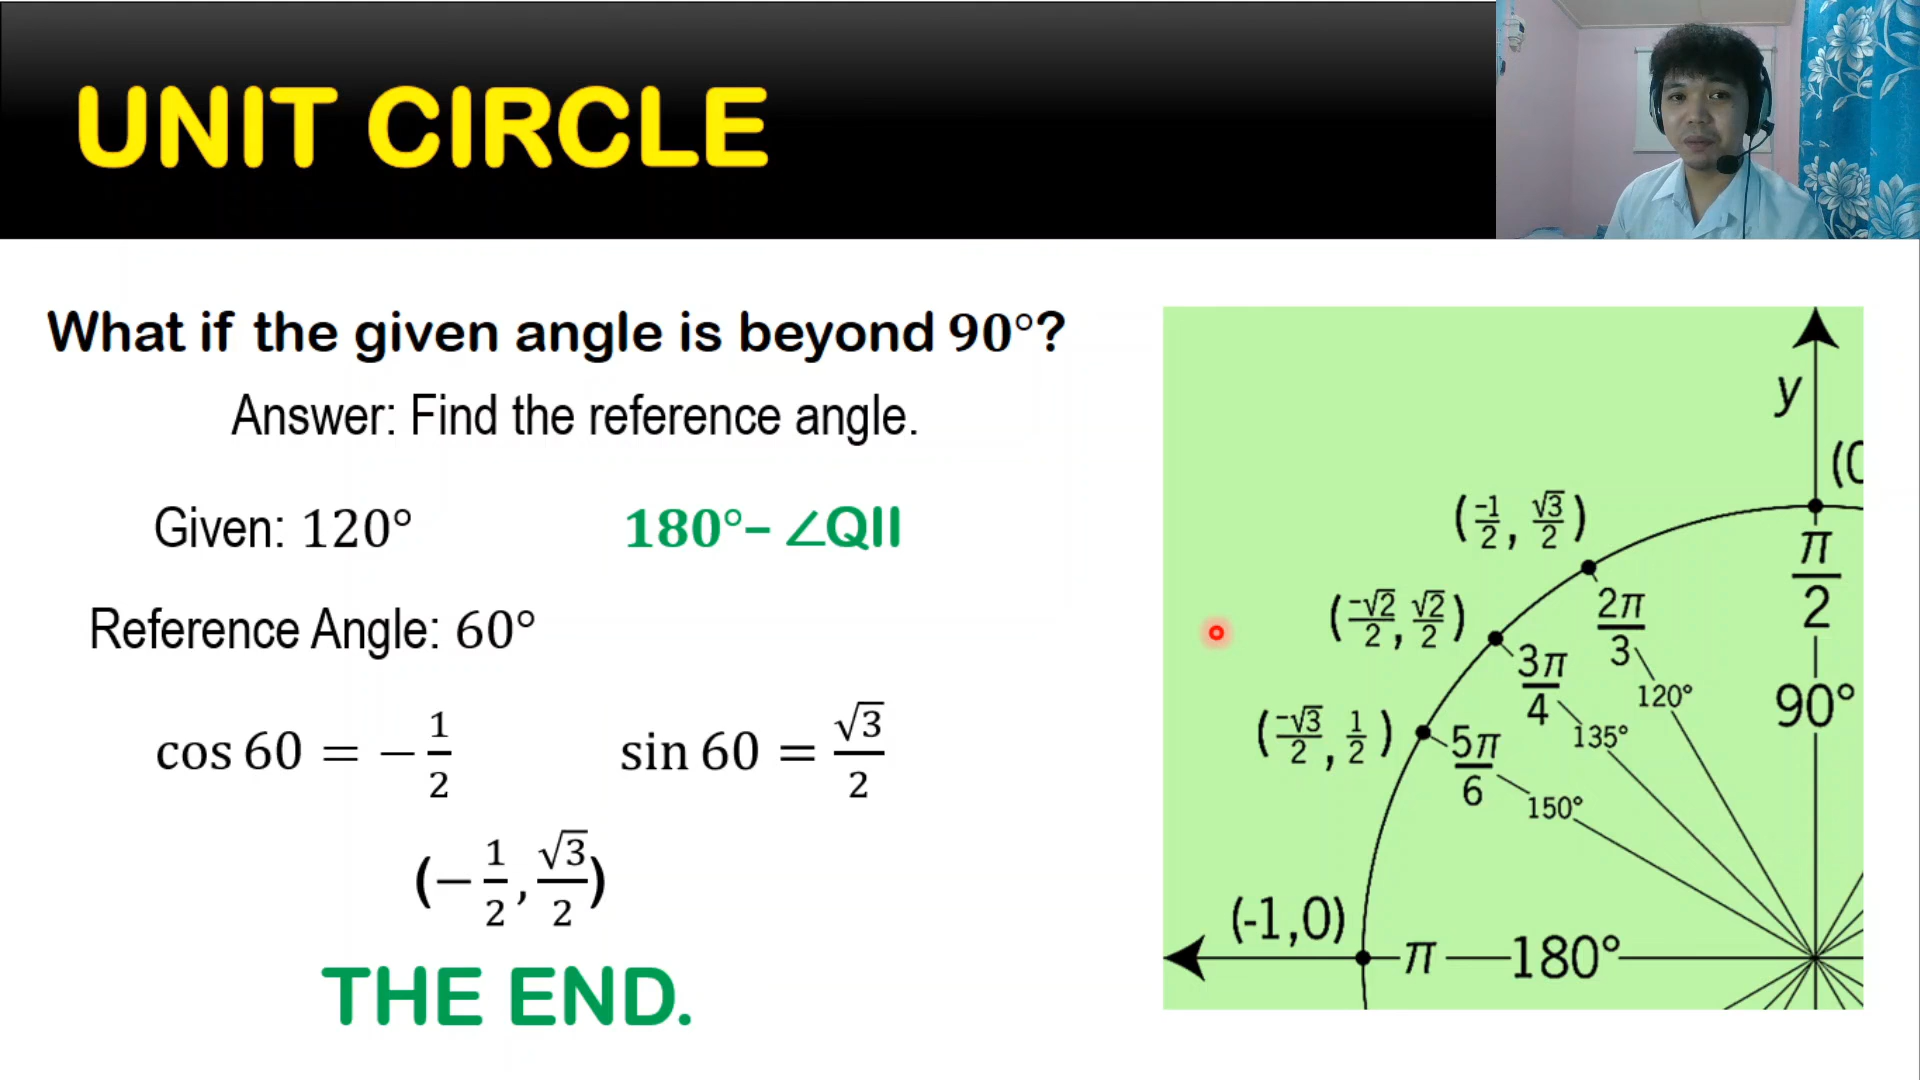 UNIT CIRCLE
What if the given angle is beyond 90°?
Answer: Find the reference angle.
Given: 120° 180°– ∠QII
Reference Angle: 60°
cos 60 = −1/2 sin 60 = √3/2
(−1/2, √3/2)
THE END.
y
(0
(-1/2, √3/2)
π/2
(-√2/2, √2/2)
2π/3
3π/4
120°
90°
(-√3/2, 1/2)
135°
5π/6
150°
(-1,0)
π 180°